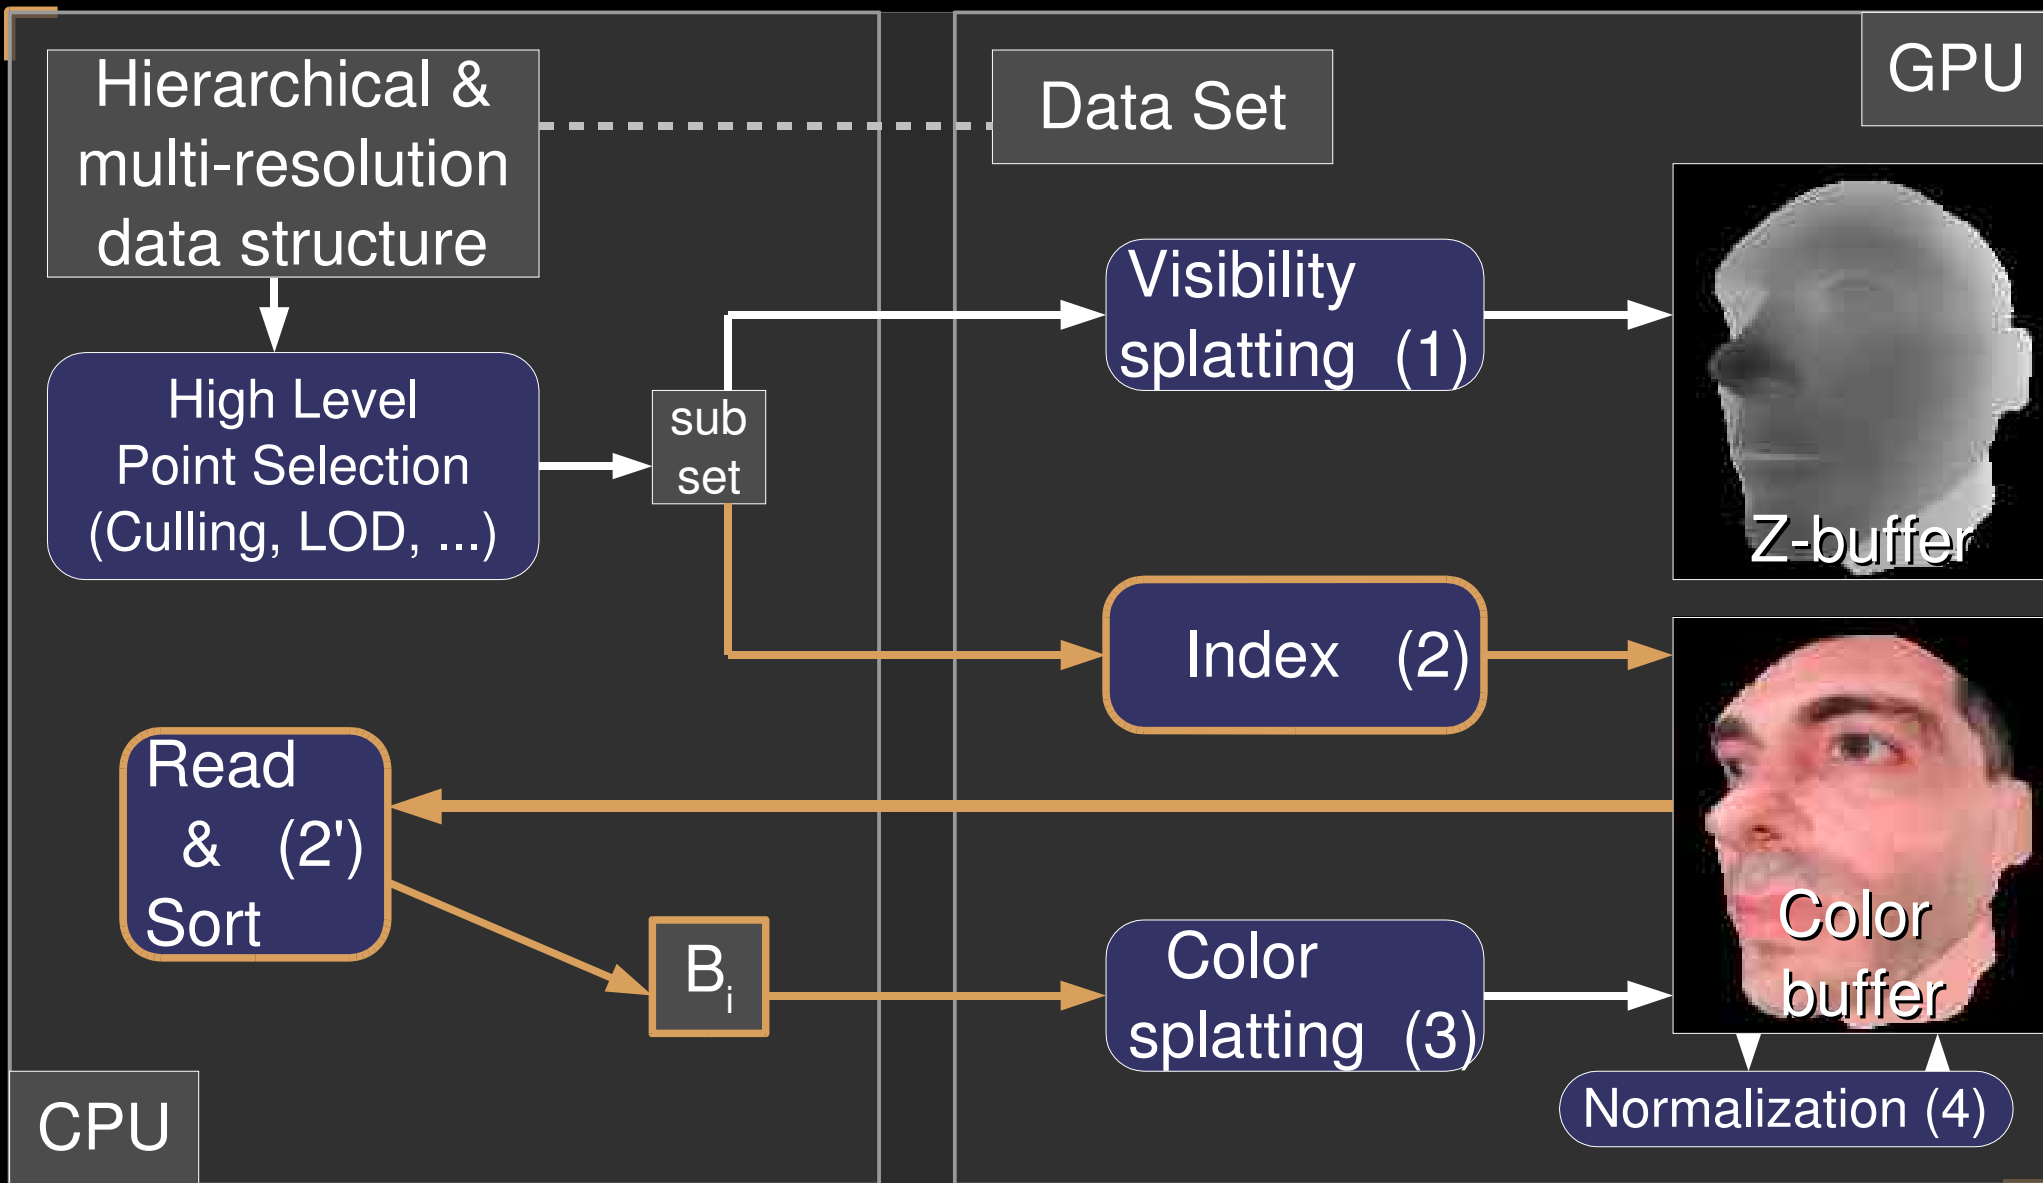 Hierarchical &
multi-resolution
data structure
Data Set
GPU
High Level
Point Selection
(Culling, LOD, ...)
sub
set
Visibility
splatting (1)
Z-buffer
Index (2)
Read
& (2')
Sort
B_i
Color
splatting (3)
Color
buffer
Normalization (4)
CPU